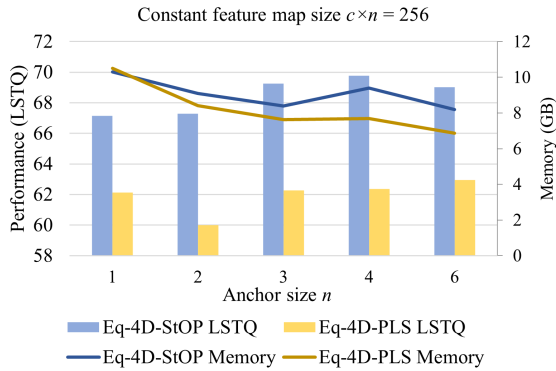 Constant feature map size c×n = 256
Performance (LSTQ)
72
70
68
66
64
62
60
58
12
10
8
6
4
2
0
Memory (GB)
1 2 3 4 6
Anchor size n
Eq-4D-StOP LSTQ Eq-4D-PLS LSTQ
Eq-4D-StOP Memory Eq-4D-PLS Memory